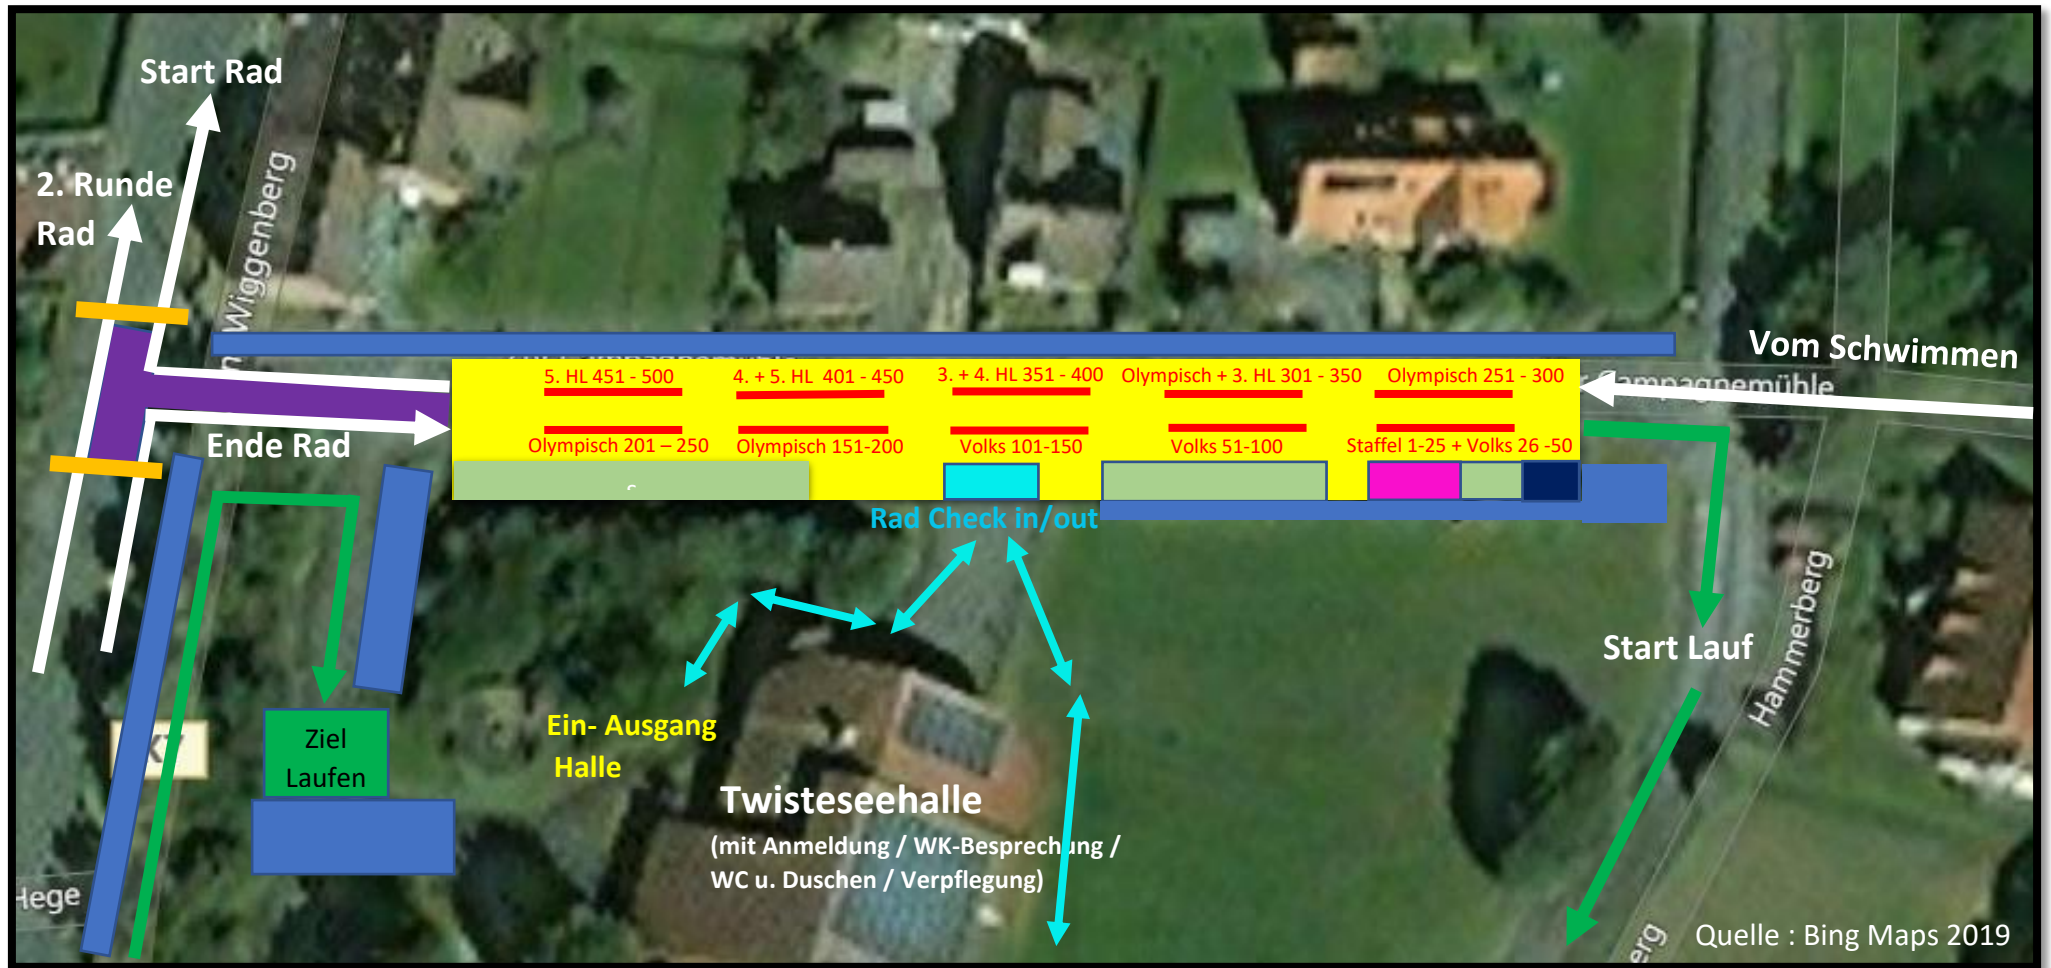 Start Rad
2. Runde
Rad
Wiggenberg
Vom Schwimmen
Campagnemühle
5. HL 451 - 500
4. + 5. HL 401 - 450
3. + 4. HL 351 - 400
Olympisch + 3. HL 301 - 350
Olympisch 251 - 300
Ende Rad
Olympisch 201 – 250
Olympisch 151-200
Volks 101-150
Volks 51-100
Staffel 1-25 + Volks 26 -50
Rad Check in/out
Start Lauf
Hammerberg
Ein- Ausgang
Halle
Ziel
Laufen
Twisteseehalle
(mit Anmeldung / WK-Besprechung /
WC u. Duschen / Verpflegung)
Hege
erg
Quelle : Bing Maps 2019